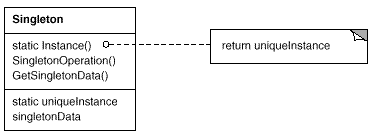 Singleton
static Instance()
SingletonOperation()
GetSingletonData()
static uniqueInstance
singletonData
return uniqueInstance